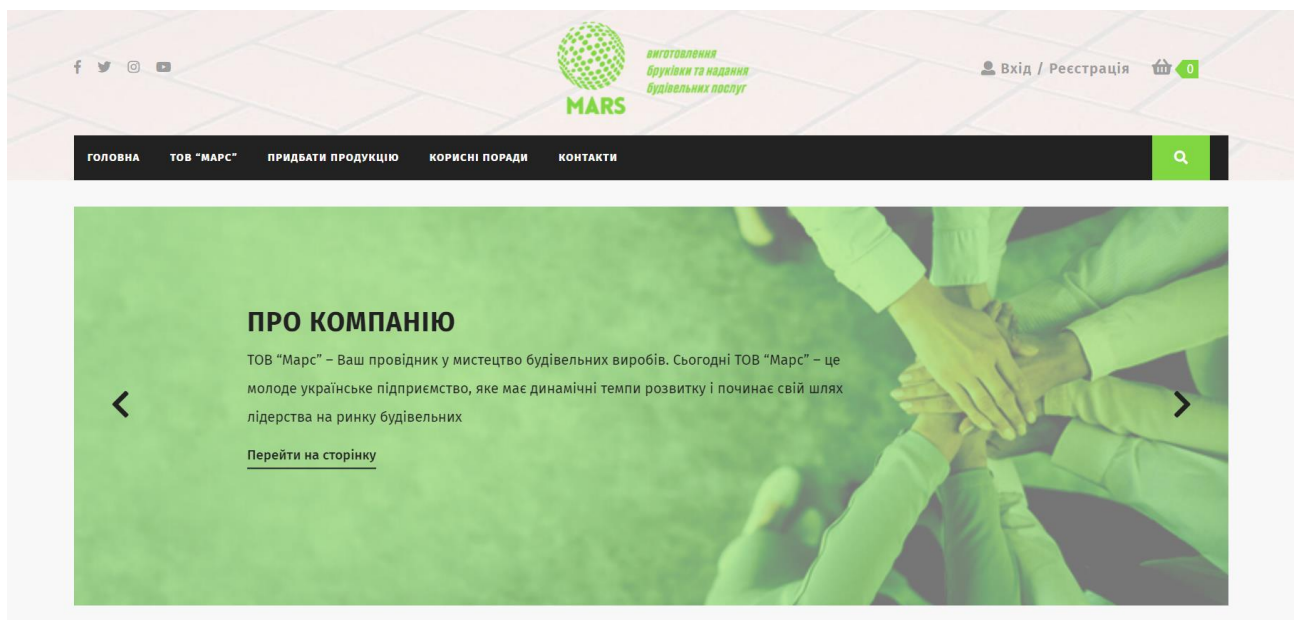 виготовлення
бруківки та надання
будівельних послуг
MARS
Вхід / Реєстрація
0
ГОЛОВНА ТОВ “МАРС” ПРИДБАТИ ПРОДУКЦІЮ КОРИСНІ ПОРАДИ КОНТАКТИ
ПРО КОМПАНІЮ
ТОВ “Марс” – Ваш провідник у мистецтво будівельних виробів. Сьогодні ТОВ “Марс” – це
молоде українське підприємство, яке має динамічні темпи розвитку і починає свій шлях
лідерства на ринку будівельних
Перейти на сторінку